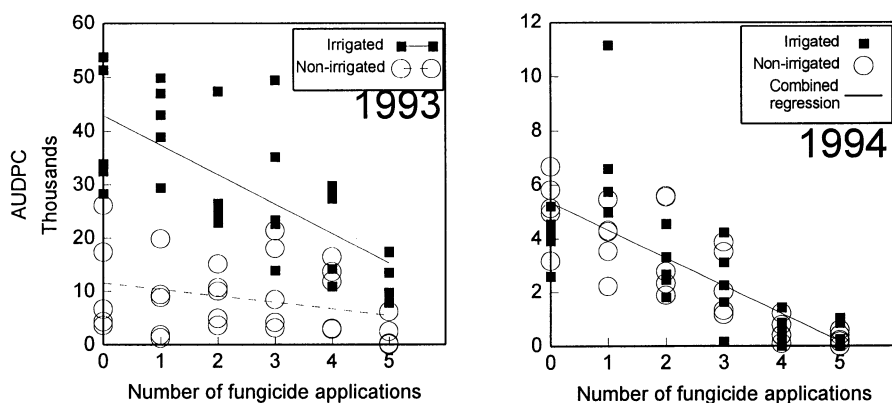 60
50
40
30
20
10
0
0 1 2 3 4 5
AUDPC
Thousands
Number of fungicide applications
Irrigated
Non-irrigated
1993
12
10
8
6
4
2
0
0 1 2 3 4 5
Number of fungicide applications
Irrigated
Non-irrigated
Combined
regression
1994